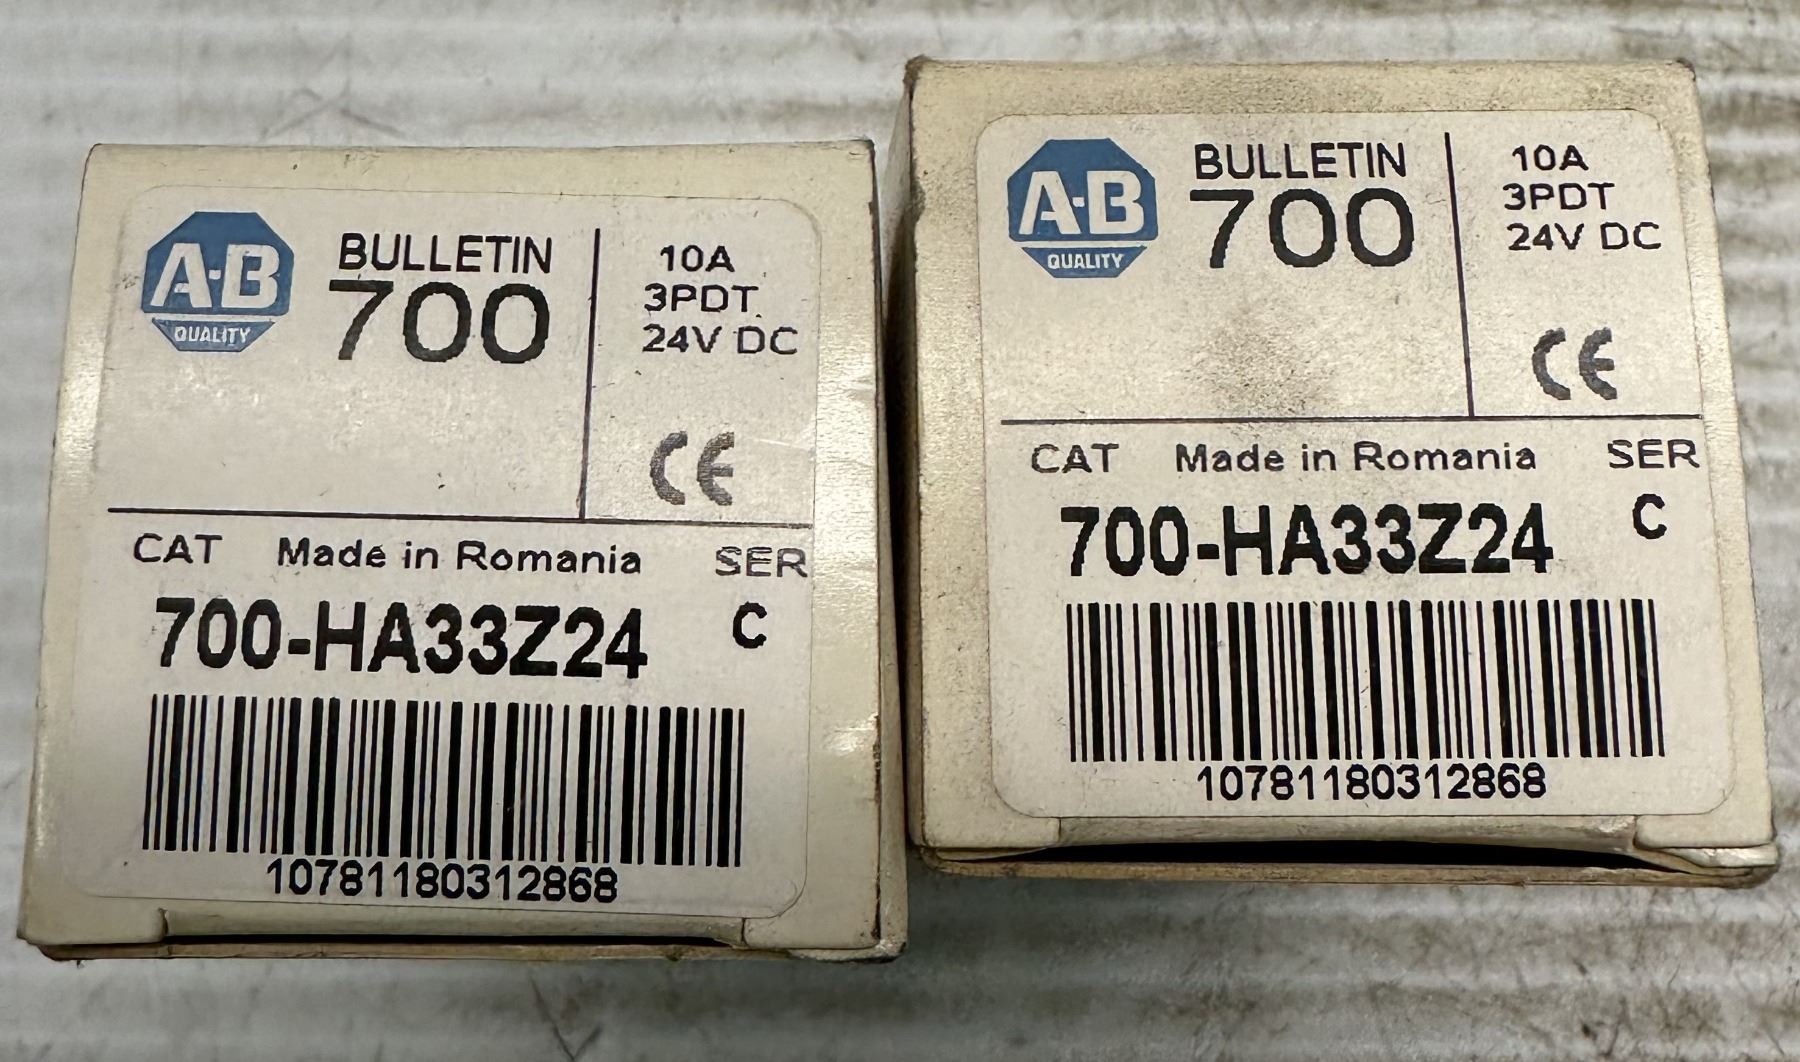 A-B
QUALITY
BULLETIN
700
10A
3PDT
24V DC
CE
CAT Made in Romania SER
700-HA33Z24 C
10781180312868
A-B
QUALITY
BULLETIN
700
10A
3PDT
24V DC
CE
CAT Made in Romania SER
700-HA33Z24 C
10781180312868